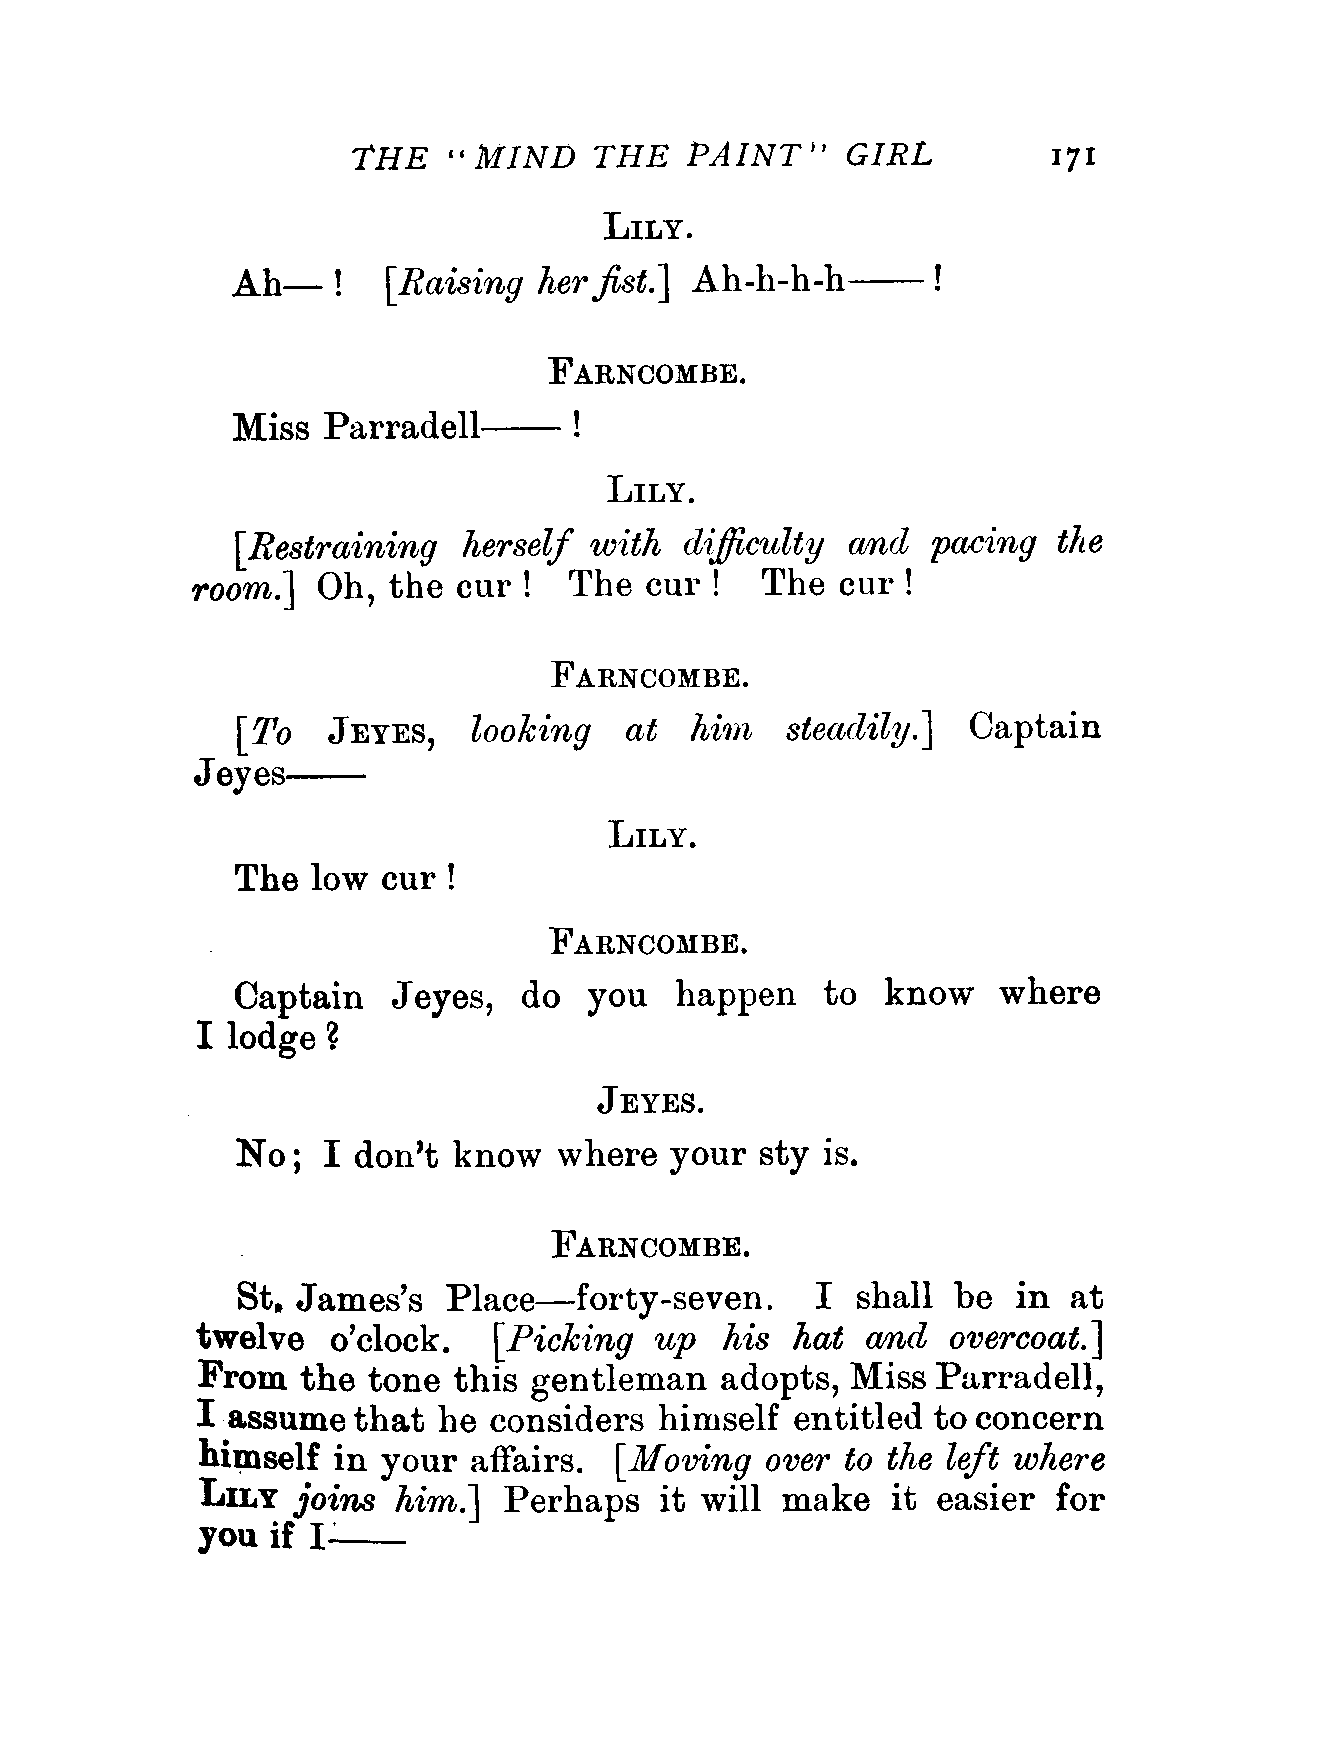 THE "MIND THE PAINT" GIRL 171
LILY.
Ah— ! [Raising her fist.] Ah-h-h-h—— !
FARNCOMBE.
Miss Parradell—— !
LILY.
[Restraining herself with difficulty and pacing the
room.] Oh, the cur ! The cur ! The cur !
FARNCOMBE.
[To JEYES, looking at him steadily.] Captain
Jeyes——
LILY.
The low cur !
FARNCOMBE.
Captain Jeyes, do you happen to know where
I lodge ?
JEYES.
No; I don't know where your sty is.
FARNCOMBE.
St. James's Place—forty-seven. I shall be in at
twelve o'clock. [Picking up his hat and overcoat.]
From the tone this gentleman adopts, Miss Parradell,
I assume that he considers himself entitled to concern
himself in your affairs. [Moving over to the left where
LILY joins him.] Perhaps it will make it easier for
you if I——